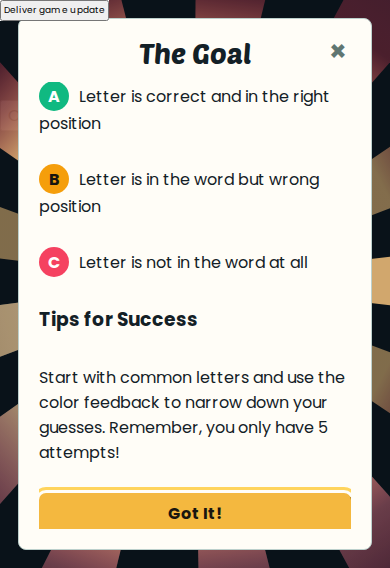 Deliver game update
The Goal
✖
A Letter is correct and in the right
position
B Letter is in the word but wrong
position
C Letter is not in the word at all
Tips for Success
Start with common letters and use the
color feedback to narrow down your
guesses. Remember, you only have 5
attempts!
Got It!